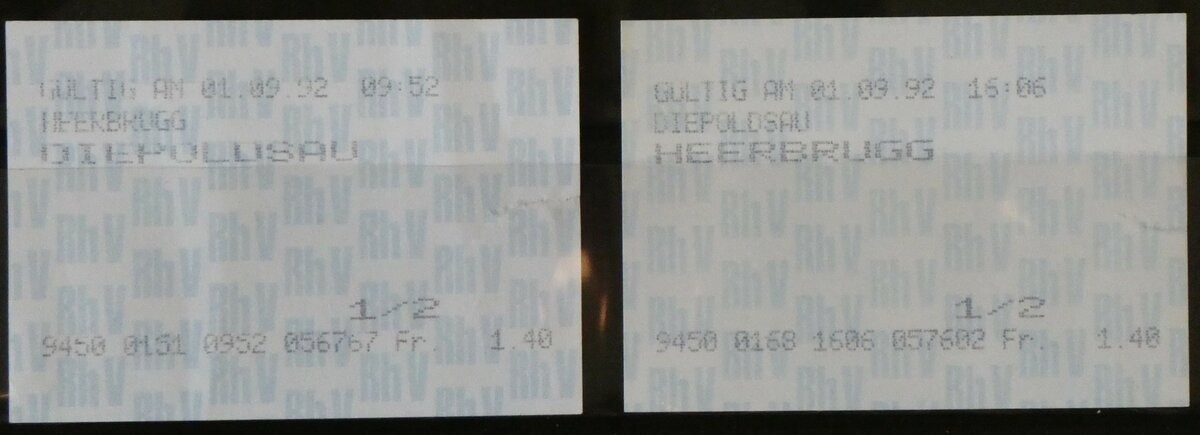 GULTIG AM 01.09.92 09:52
HEERBRUGG
DIEPOLDSAU
1/2
9450 0151 0952 056767 Fr. 1.40
GULTIG AM 01.09.92 16:06
DIEPOLDSAU
HEERBRUGG
1/2
9450 0168 1606 057602 Fr. 1.40
RhV